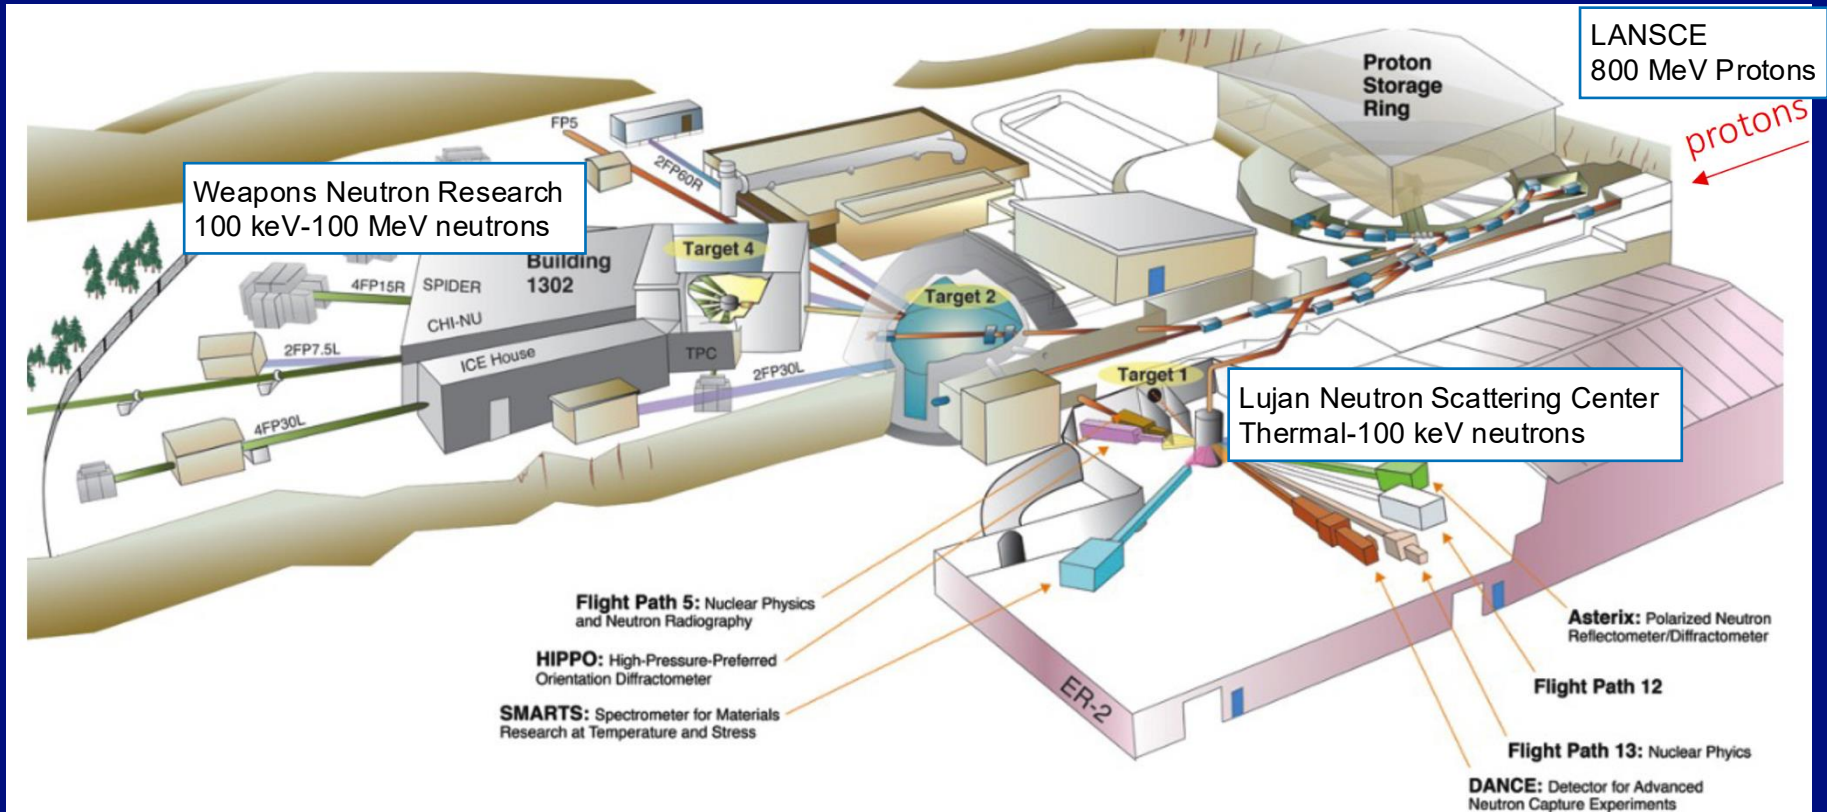 LANSCE
800 MeV Protons
protons
Proton
Storage
Ring
FP5
2FP60R
Weapons Neutron Research
100 keV-100 MeV neutrons
Target 4
Building
1302
4FP15R
SPIDER
CHI-NU
Target 2
2FP7.5L
ICE House
TPC
2FP30L
4FP30L
Target 1
Lujan Neutron Scattering Center
Thermal-100 keV neutrons
Flight Path 5: Nuclear Physics
and Neutron Radiography
HIPPO: High-Pressure-Preferred
Orientation Diffractometer
SMARTS: Spectrometer for Materials
Research at Temperature and Stress
ER-2
Asterix: Polarized Neutron
Reflectometer/Diffractometer
Flight Path 12
Flight Path 13: Nuclear Phyics
DANCE: Detector for Advanced
Neutron Capture Experiments